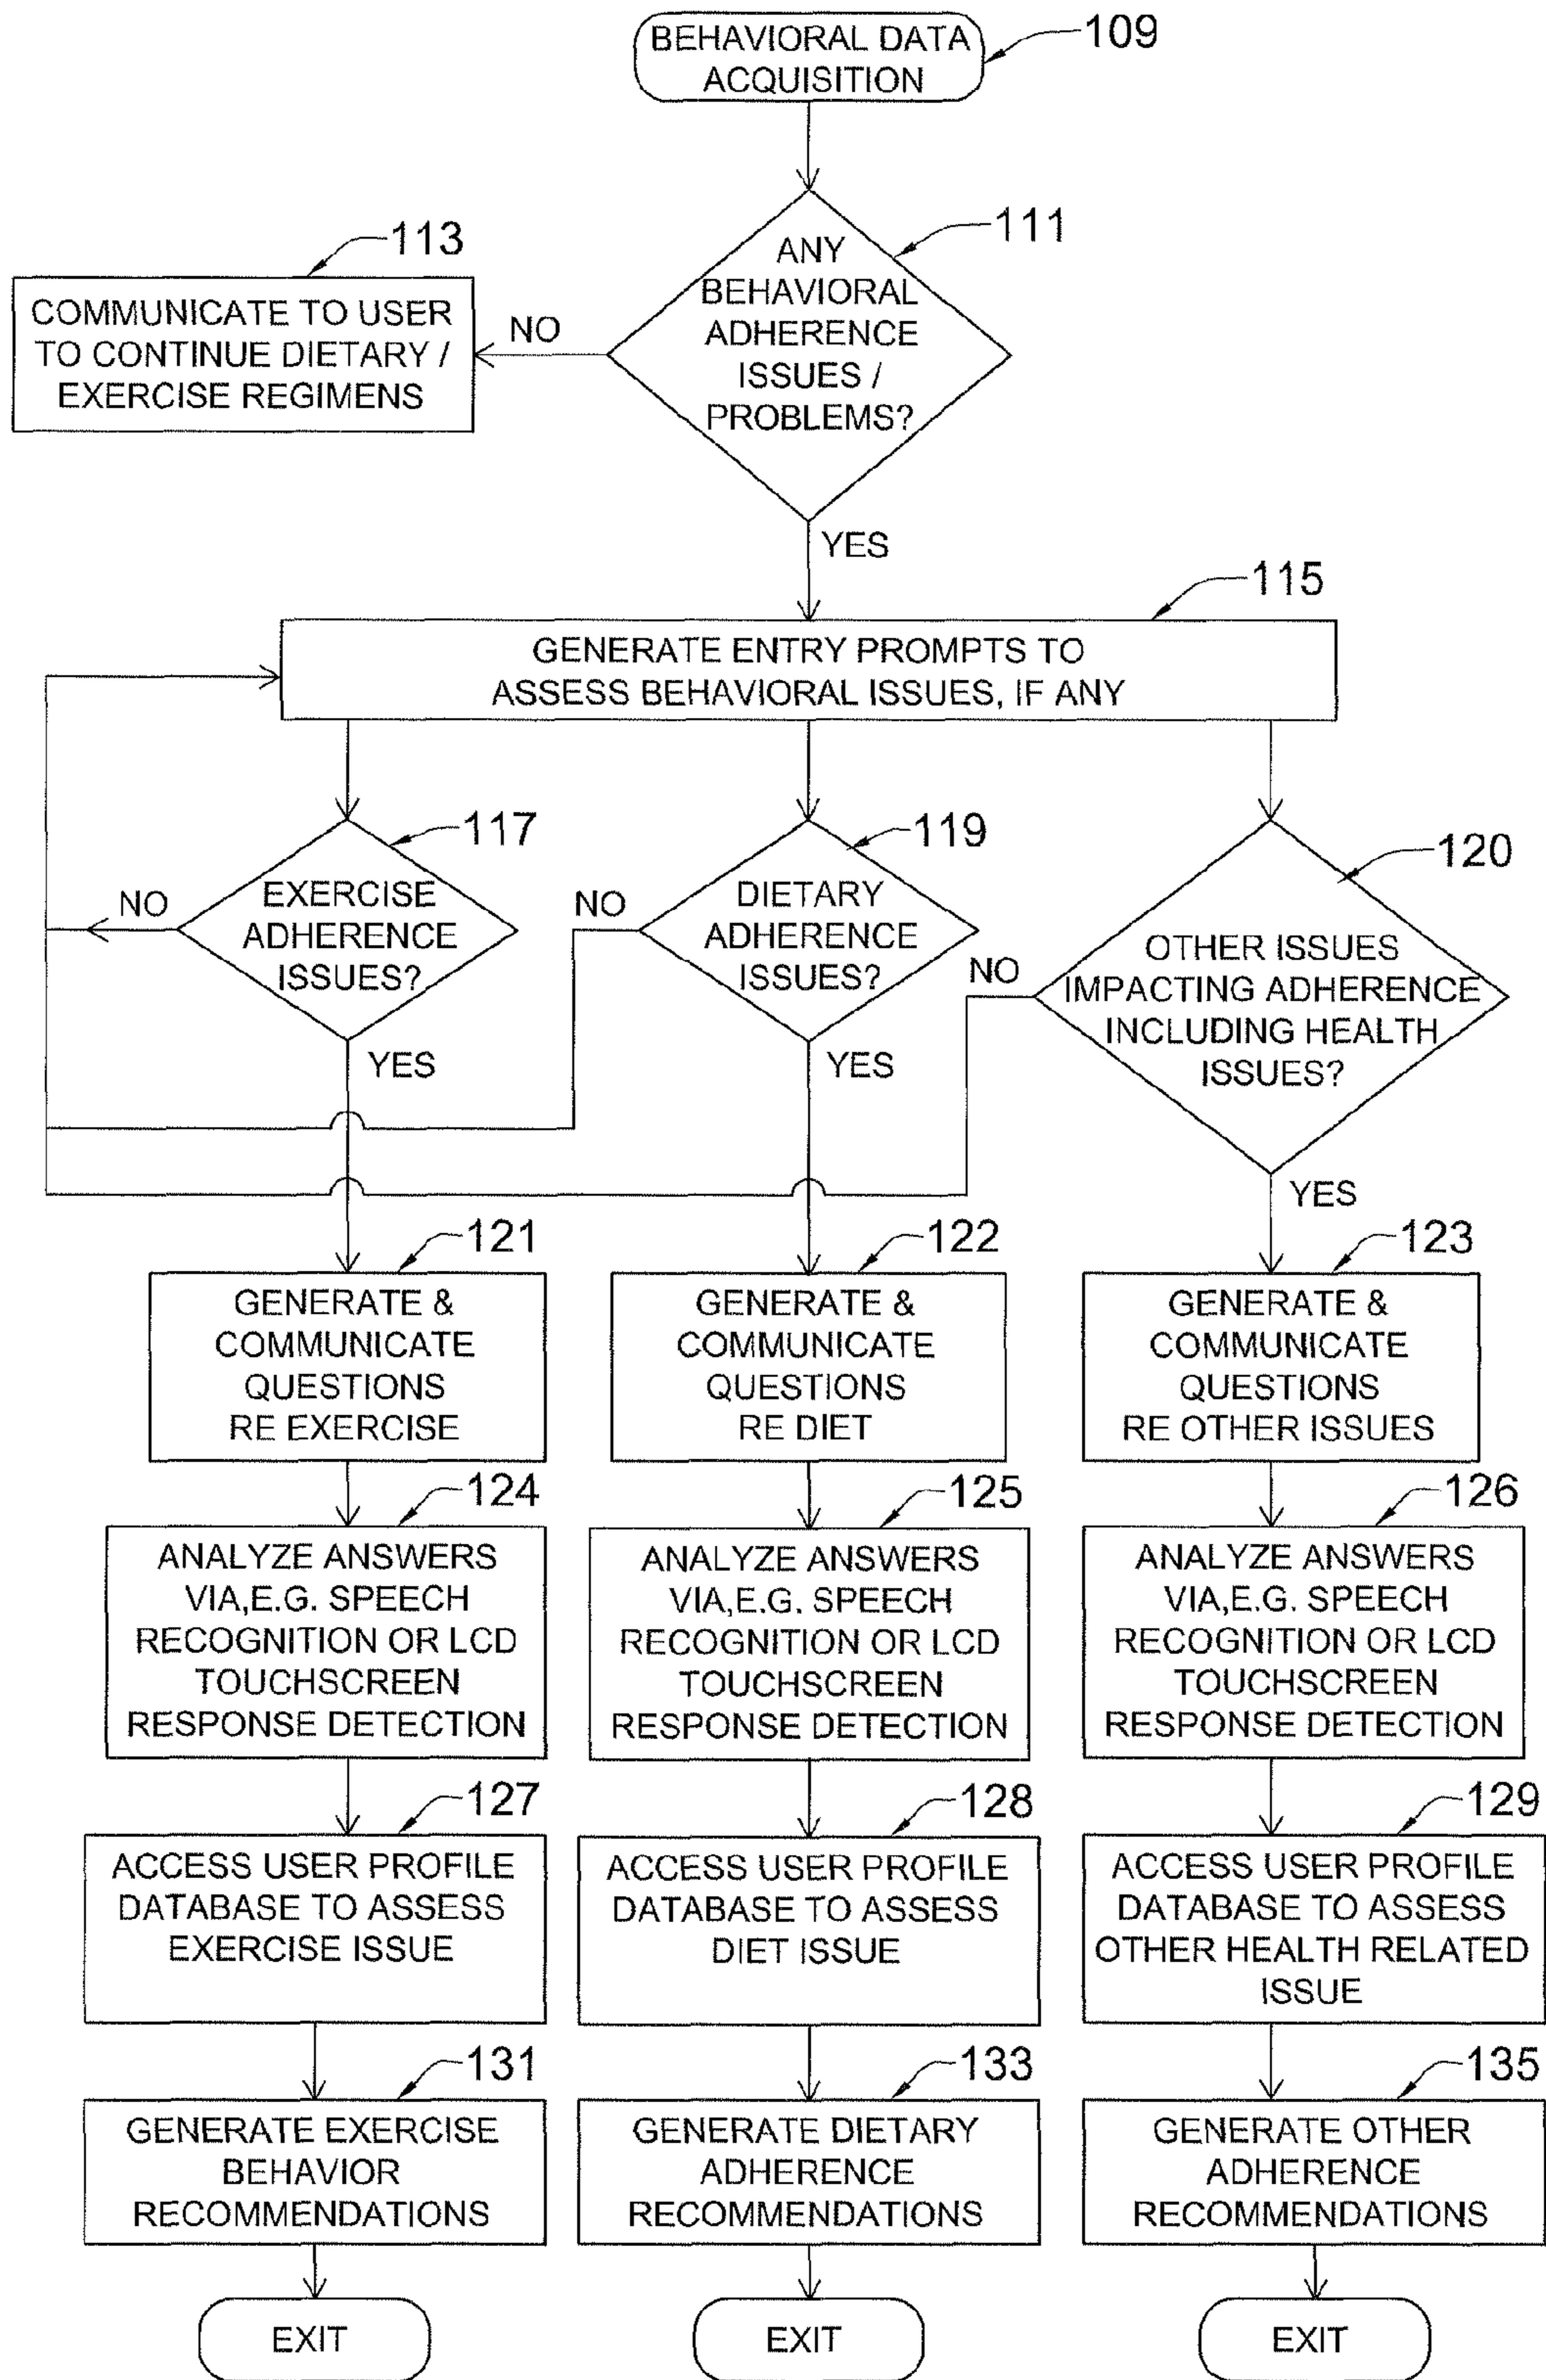 BEHAVIORAL DATA
ACQUISITION
109
ANY
BEHAVIORAL
ADHERENCE
ISSUES /
PROBLEMS?
111
NO
113
COMMUNICATE TO USER
TO CONTINUE DIETARY /
EXERCISE REGIMENS
YES
115
GENERATE ENTRY PROMPTS TO
ASSESS BEHAVIORAL ISSUES, IF ANY
117
EXERCISE
ADHERENCE
ISSUES?
NO
YES
119
DIETARY
ADHERENCE
ISSUES?
NO
YES
120
OTHER ISSUES
IMPACTING ADHERENCE
INCLUDING HEALTH
ISSUES?
NO
YES
121
GENERATE &
COMMUNICATE
QUESTIONS
RE EXERCISE
122
GENERATE &
COMMUNICATE
QUESTIONS
RE DIET
123
GENERATE &
COMMUNICATE
QUESTIONS
RE OTHER ISSUES
124
ANALYZE ANSWERS
VIA,E.G. SPEECH
RECOGNITION OR LCD
TOUCHSCREEN
RESPONSE DETECTION
125
ANALYZE ANSWERS
VIA,E.G. SPEECH
RECOGNITION OR LCD
TOUCHSCREEN
RESPONSE DETECTION
126
ANALYZE ANSWERS
VIA,E.G. SPEECH
RECOGNITION OR LCD
TOUCHSCREEN
RESPONSE DETECTION
127
ACCESS USER PROFILE
DATABASE TO ASSESS
EXERCISE ISSUE
128
ACCESS USER PROFILE
DATABASE TO ASSESS
DIET ISSUE
129
ACCESS USER PROFILE
DATABASE TO ASSESS
OTHER HEALTH RELATED
ISSUE
131
GENERATE EXERCISE
BEHAVIOR
RECOMMENDATIONS
133
GENERATE DIETARY
ADHERENCE
RECOMMENDATIONS
135
GENERATE OTHER
ADHERENCE
RECOMMENDATIONS
EXIT
EXIT
EXIT